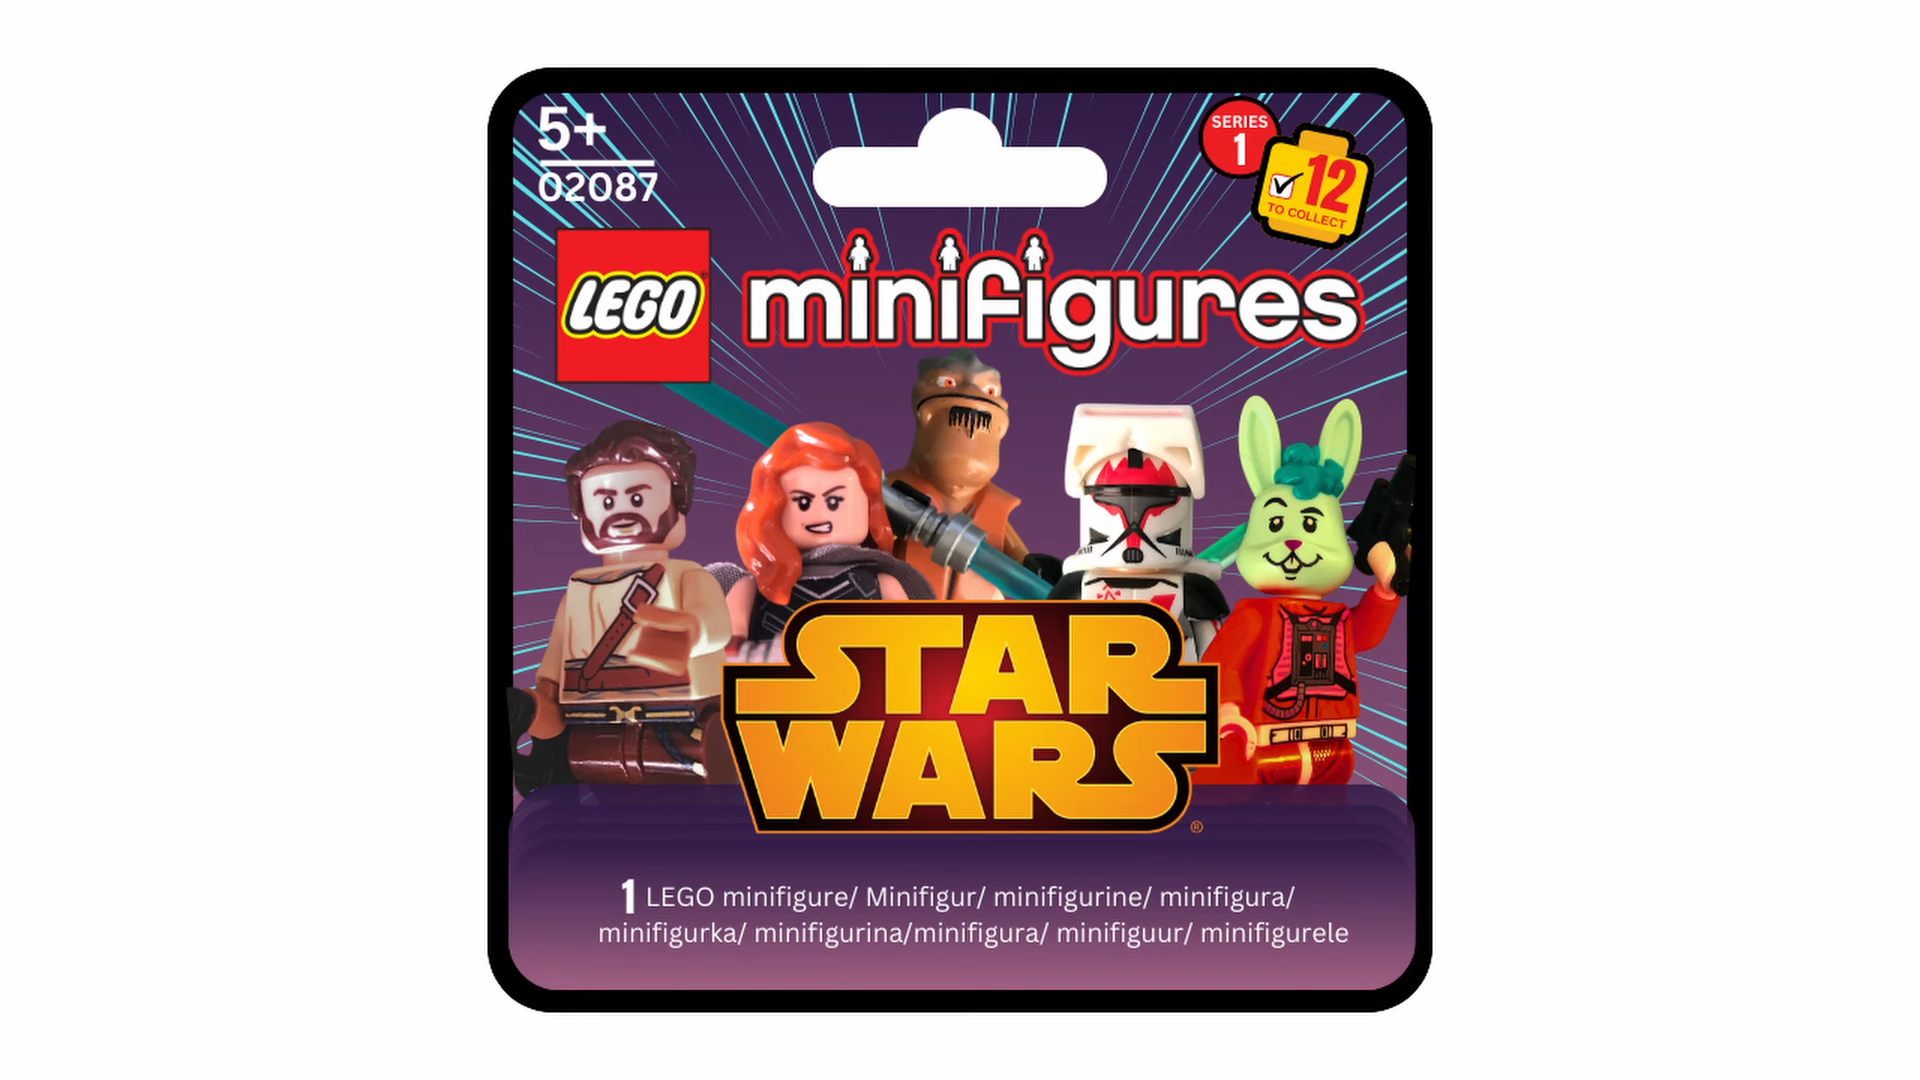 5+
02087
SERIES
1
12
TO COLLECT
LEGO
minifigures
STAR
WARS
®
1 LEGO minifigure/ Minifigur/ minifigurine/ minifigura/
minifigurka/ minifigurina/minifigura/ minifiguur/ minifigurele